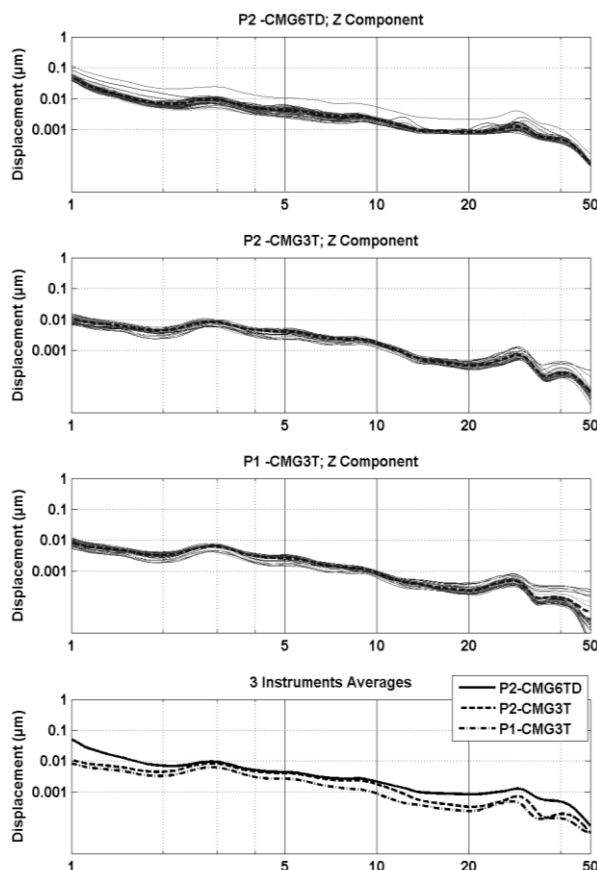 P2 -CMG6TD; Z Component
Displacement (µm)
1
0.1
0.01
0.001
1 5 10 20 50
P2 -CMG3T; Z Component
Displacement (µm)
1
0.1
0.01
0.001
1 5 10 20 50
P1 -CMG3T; Z Component
Displacement (µm)
1
0.1
0.01
0.001
1 5 10 20 50
3 Instruments Averages
Displacement (µm)
1
0.1
0.01
0.001
P2-CMG6TD
P2-CMG3T
P1-CMG3T
1 5 10 20 50